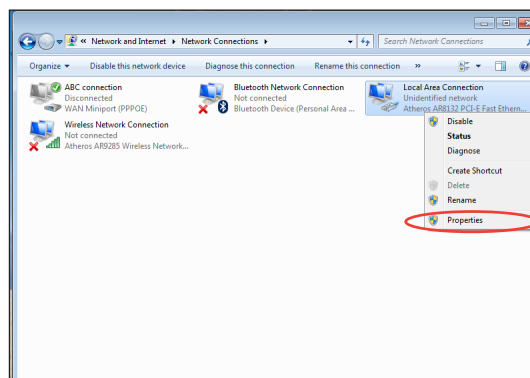 « Network and Internet ▸ Network Connections ▸
Search Network Connections
Organize ▾ Disable this network device Diagnose this connection Rename this connection »
ABC connection
Disconnected
WAN Miniport (PPPOE)
Bluetooth Network Connection
Not connected
Bluetooth Device (Personal Area ...
Local Area Connection
Unidentified network
Atheros AR8132 PCI-E Fast Ethern...
Wireless Network Connection
Not connected
Atheros AR9285 Wireless Network...
Disable
Status
Diagnose
Create Shortcut
Delete
Rename
Properties